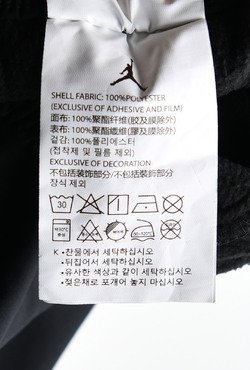 SHELL FABRIC: 100%POLYESTER
(EXCLUSIVE OF ADHESIVE AND FILM)
面布: 100%聚酯纤维(胶及膜除外)
表布: 100%聚酯纖維(膠及膜除外)
겉감: 100%폴리에스터
(접착제 및 필름 제외)
EXCLUSIVE OF DECORATION
不包括装饰部分/不包括裝飾部分/
장식 제외
30
약30℃
80~120℃
K • 찬물에서 세탁하십시오
• 뒤집어서 세탁하십시오
• 유사한 색상과 같이 세탁하십시오
• 젖은채로 포개어 놓지 마십시오